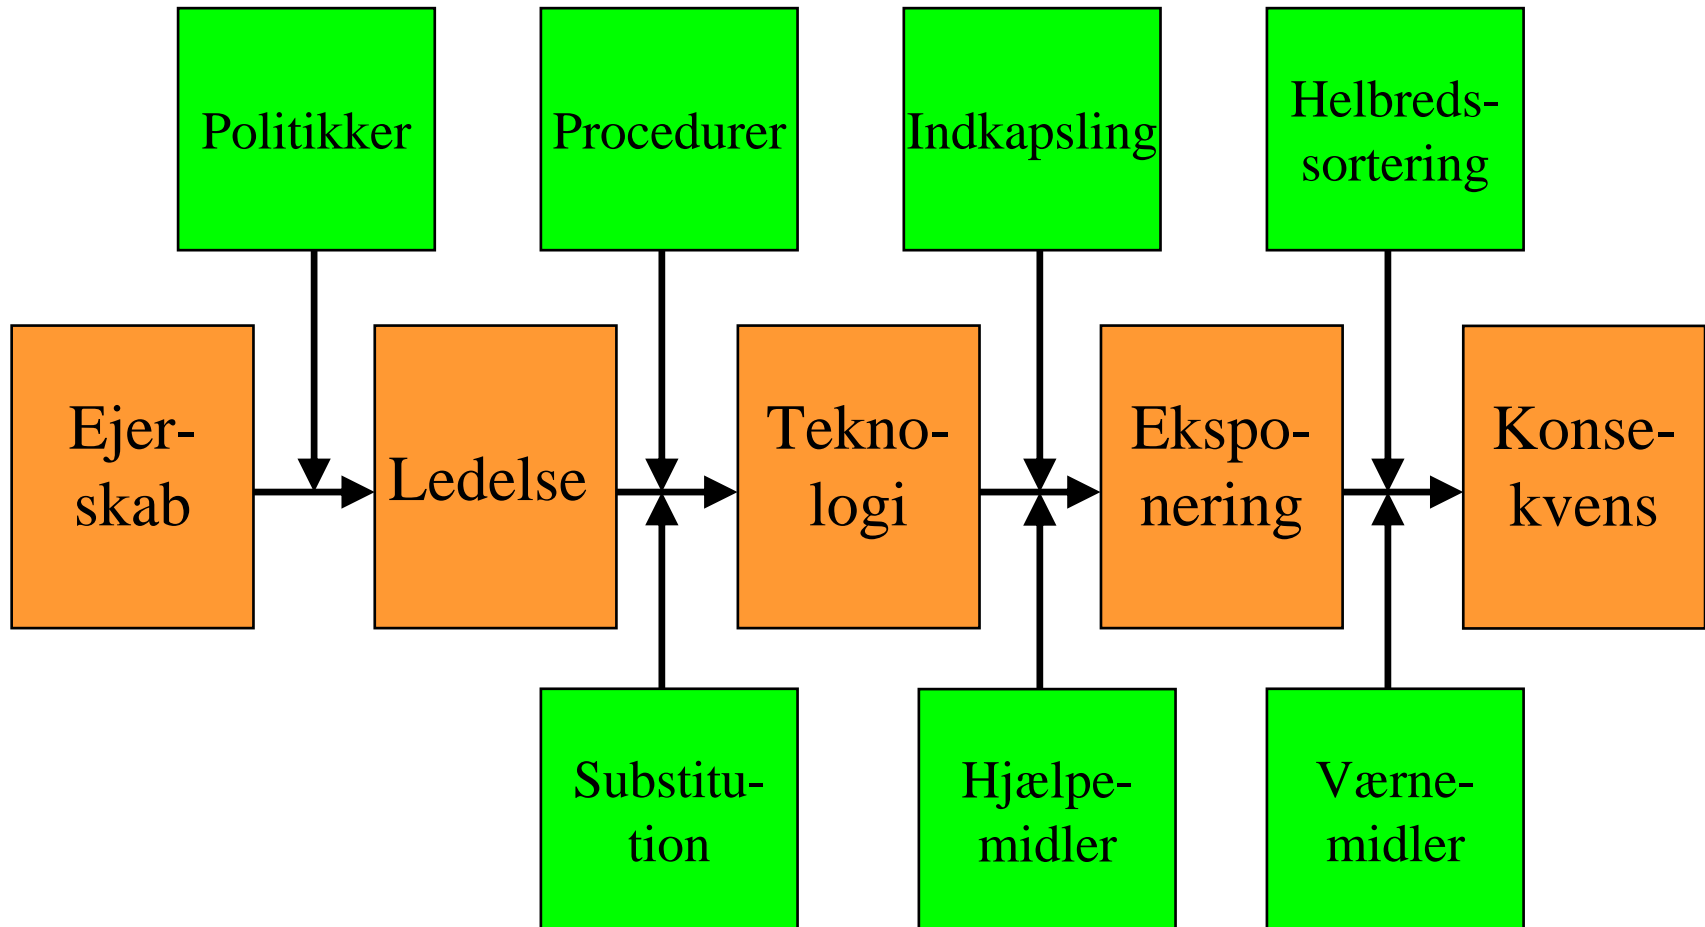 Politikker
Procedurer
Indkapsling
Helbreds-
sortering
Ejer-
skab
Ledelse
Tekno-
logi
Ekspo-
nering
Konse-
kvens
Substitu-
tion
Hjælpe-
midler
Værne-
midler